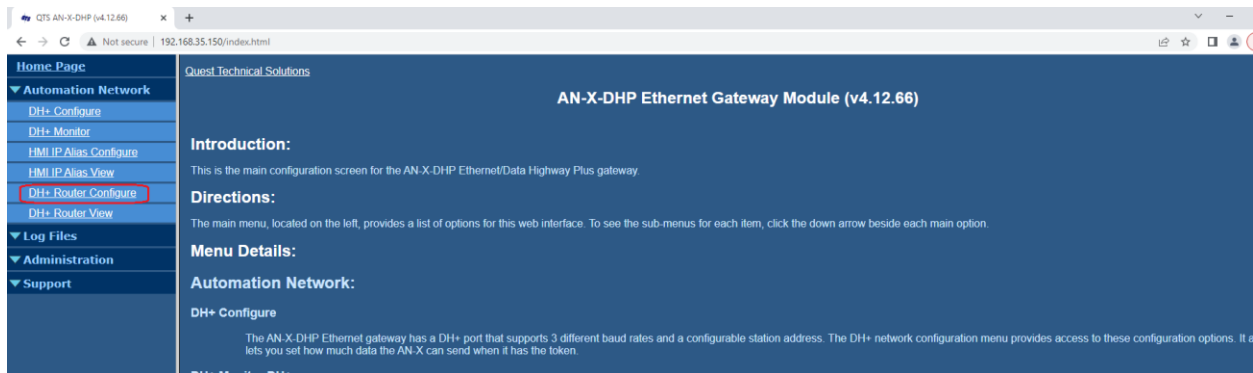 QTS AN-X-DHP (v4.12.66)
Not secure | 192.168.35.150/index.html
Home Page
Automation Network
DH+ Configure
DH+ Monitor
HMI IP Alias Configure
HMI IP Alias View
DH+ Router Configure
DH+ Router View
Log Files
Administration
Support
Quest Technical Solutions
AN-X-DHP Ethernet Gateway Module (v4.12.66)
Introduction:
This is the main configuration screen for the AN-X-DHP Ethernet/Data Highway Plus gateway.
Directions:
The main menu, located on the left, provides a list of options for this web interface. To see the sub-menus for each item, click the down arrow beside each main option.
Menu Details:
Automation Network:
DH+ Configure
The AN-X-DHP Ethernet gateway has a DH+ port that supports 3 different baud rates and a configurable station address. The DH+ network configuration menu provides access to these configuration options. It a
lets you set how much data the AN-X can send when it has the token.